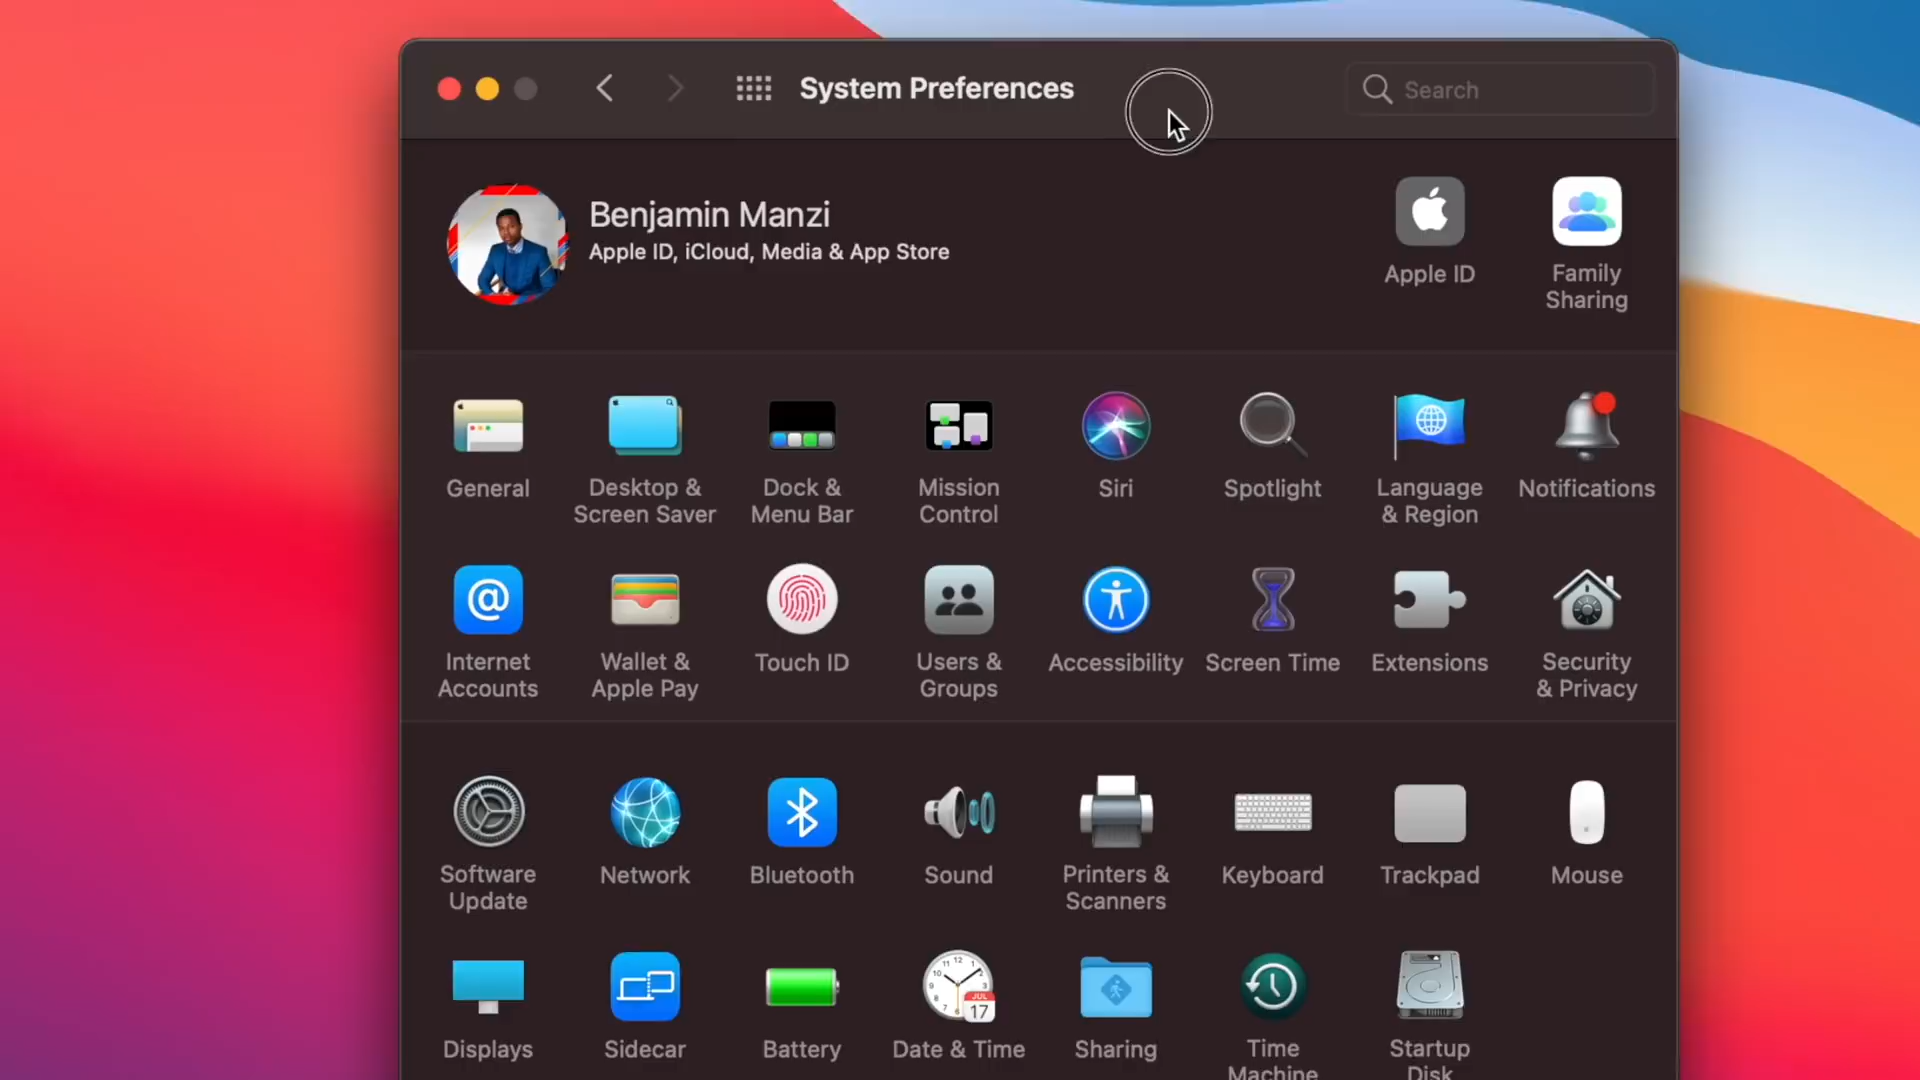 System Preferences
Search
Benjamin Manzi
Apple ID, iCloud, Media & App Store
Apple ID
Family
Sharing
General
Desktop &
Screen Saver
Dock &
Menu Bar
Mission
Control
Siri
Spotlight
Language
& Region
Notifications
Internet
Accounts
Wallet &
Apple Pay
Touch ID
Users &
Groups
Accessibility
Screen Time
Extensions
Security
& Privacy
Software
Update
Network
Bluetooth
Sound
Printers &
Scanners
Keyboard
Trackpad
Mouse
JUL
17
Displays
Sidecar
Battery
Date & Time
Sharing
Time
Machine
Startup
Disk